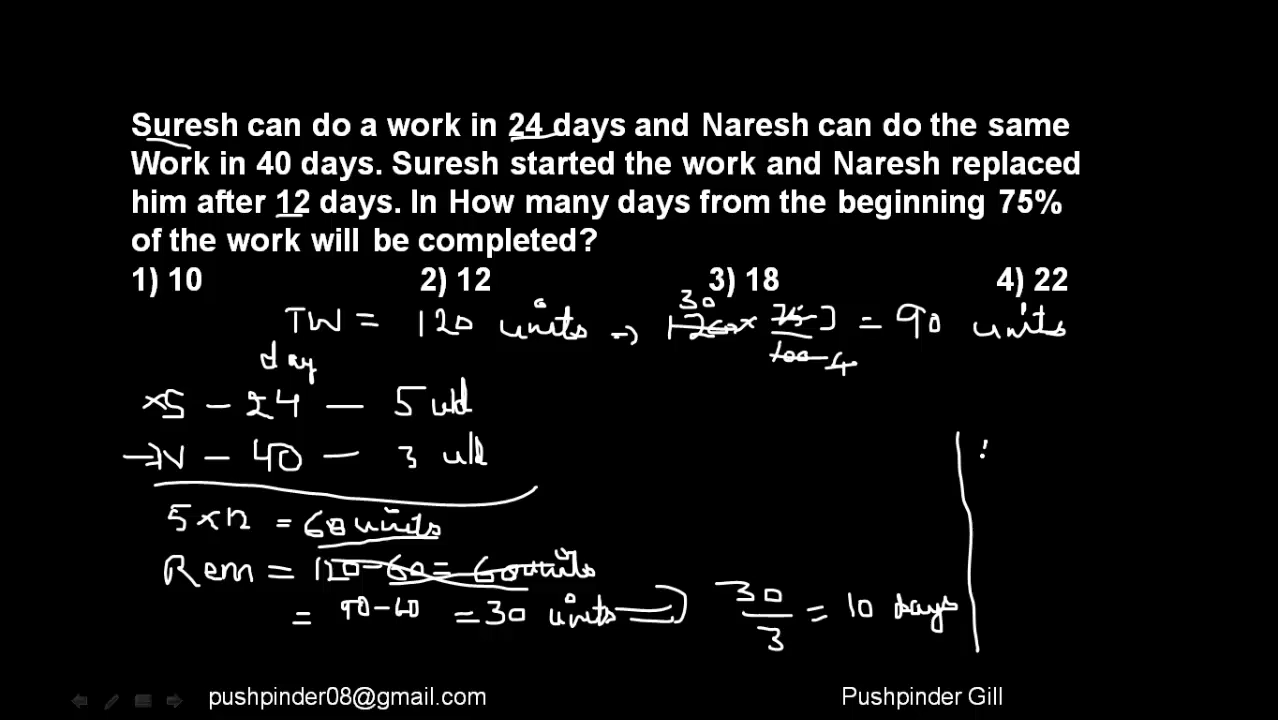 Suresh can do a work in 24 days and Naresh can do the same
Work in 40 days. Suresh started the work and Naresh replaced
him after 12 days. In How many days from the beginning 75%
of the work will be completed?
1) 10 2) 12 3) 18 4) 22
TW = 120 units → 120 × 75/100 30 3 4 = 90 units
day
×S – 24 – 5 u/d
→N – 40 – 3 u/d
5 × 12 = 60 units
Rem = 120 – 60 = 60 units
= 90 – 60 = 30 units ⇒ 30/3 = 10 days
pushpinder08@gmail.com Pushpinder Gill